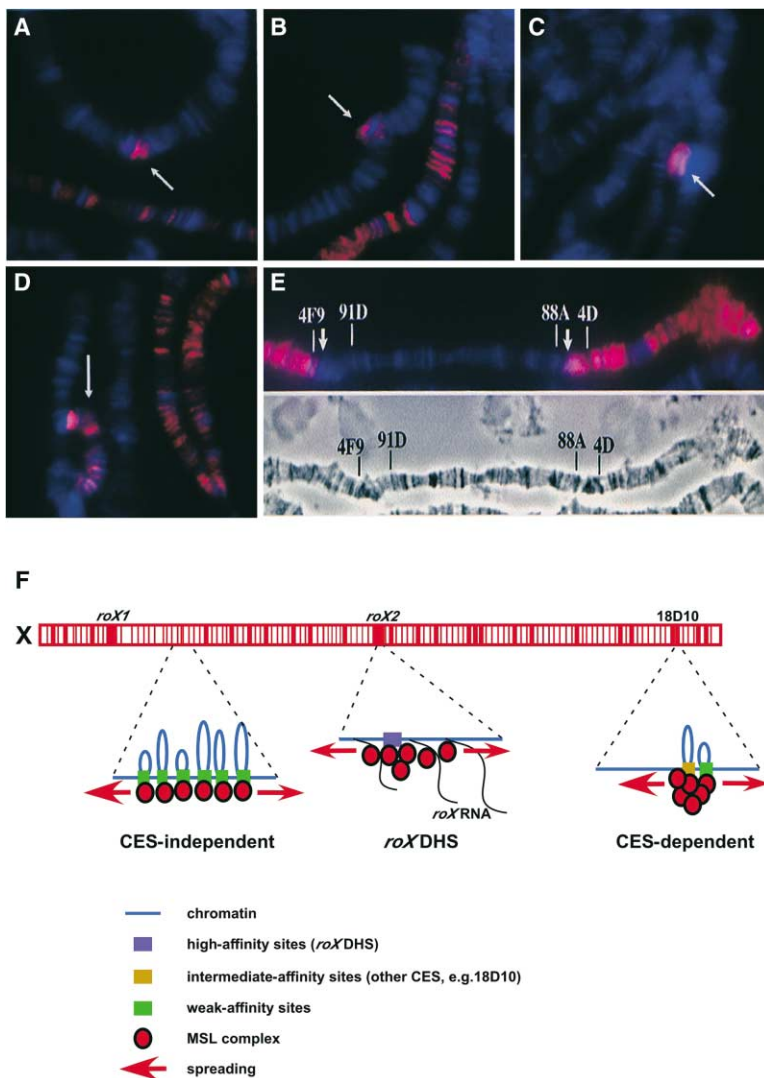 A
B
C
D
E
4F9 91D 88A 4D
4F9 91D 88A 4D
F
X
roX1 roX2 18D10
roX RNA
CES-independent roX DHS CES-dependent
chromatin
high-affinity sites (roX DHS)
intermediate-affinity sites (other CES, e.g.18D10)
weak-affinity sites
MSL complex
spreading